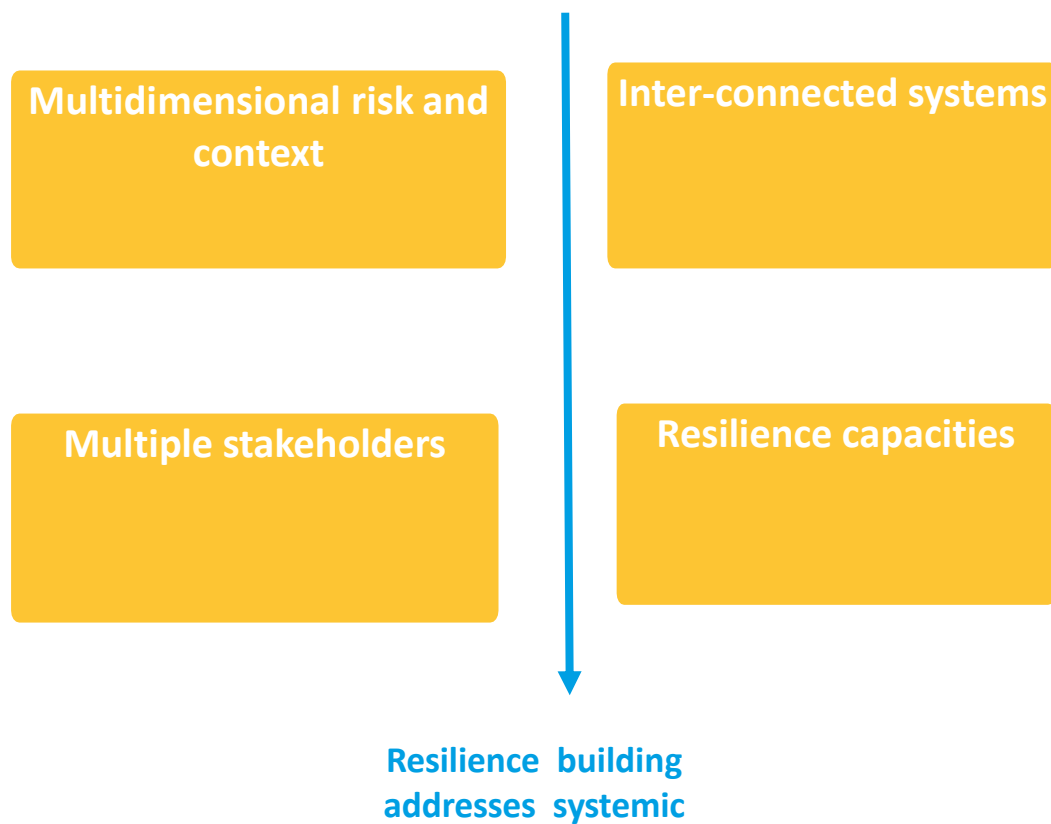 Multidimensional risk and
context
Inter-connected systems
Multiple stakeholders
Resilience capacities
Resilience building
addresses systemic